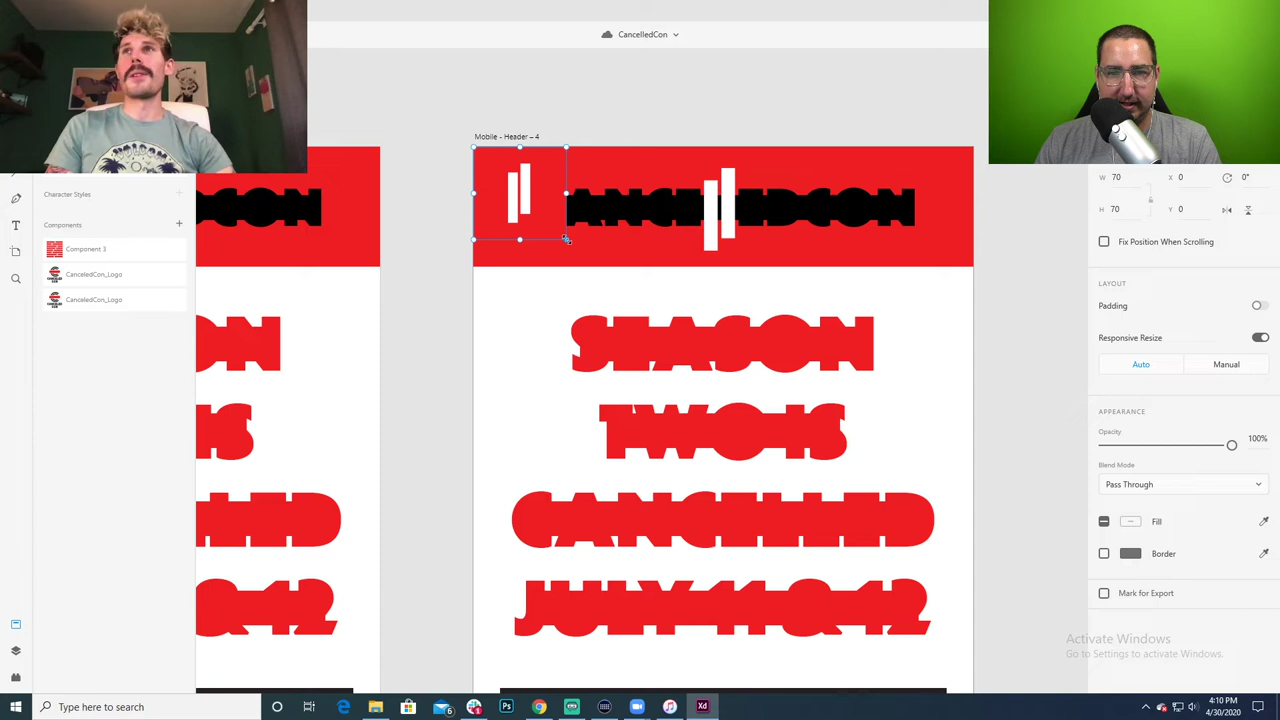 CancelledCon
Mobile - Header – 4
Character Styles
Components
Component 3
CanceledCon_Logo
CanceledCon_Logo
SEASON
TWO IS
CANCELLED
JULY 11 & 12
W 70 X 0 0°
H 70 Y 0
Fix Position When Scrolling
LAYOUT
Padding
Responsive Resize
Auto Manual
APPEARANCE
Opacity
100%
Blend Mode
Pass Through
Fill
Border
Mark for Export
Activate Windows
Go to Settings to activate Windows.
Type here to search
Ps
Xd
4:10 PM
4/30/2020